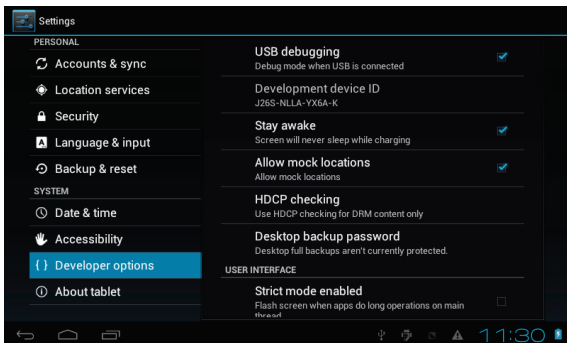 Settings
PERSONAL
Accounts & sync
Location services
Security
A
Language & input
Backup & reset
SYSTEM
Date & time
Accessibility
{ } Developer options
About tablet
USB debugging
Debug mode when USB is connected
Development device ID
J26S-NLLA-YX6A-K
Stay awake
Screen will never sleep while charging
Allow mock locations
Allow mock locations
HDCP checking
Use HDCP checking for DRM content only
Desktop backup password
Desktop full backups aren't currently protected.
USER INTERFACE
Strict mode enabled
Flash screen when apps do long operations on main
thread
11:30